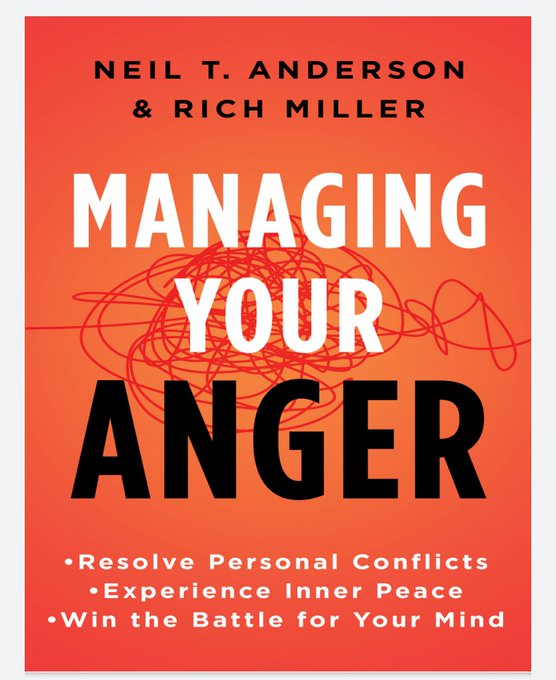 NEIL T. ANDERSON
& RICH MILLER
MANAGING
YOUR
ANGER
•Resolve Personal Conflicts
•Experience Inner Peace
•Win the Battle for Your Mind